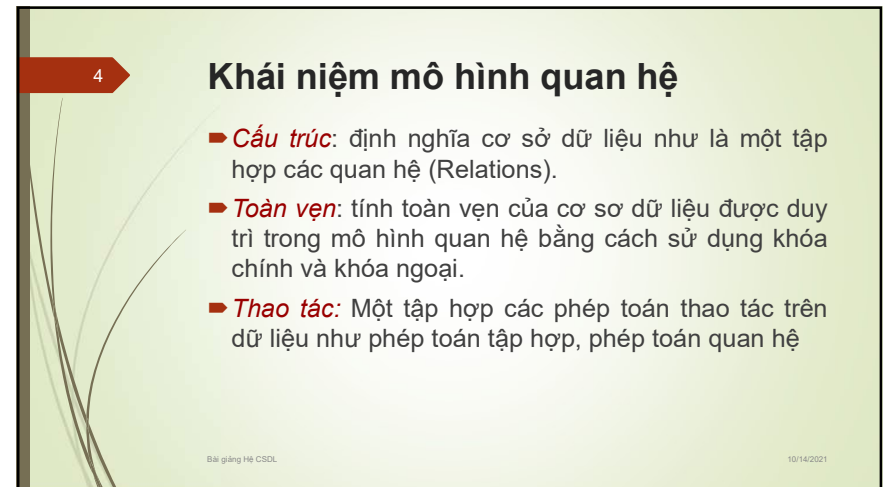 4
Khái niệm mô hình quan hệ
Cấu trúc: định nghĩa cơ sở dữ liệu như là một tập
hợp các quan hệ (Relations).
Toàn vẹn: tính toàn vẹn của cơ sơ dữ liệu được duy
trì trong mô hình quan hệ bằng cách sử dụng khóa
chính và khóa ngoại.
Thao tác: Một tập hợp các phép toán thao tác trên
dữ liệu như phép toán tập hợp, phép toán quan hệ
Bài giảng Hệ CSDL
10/14/2021